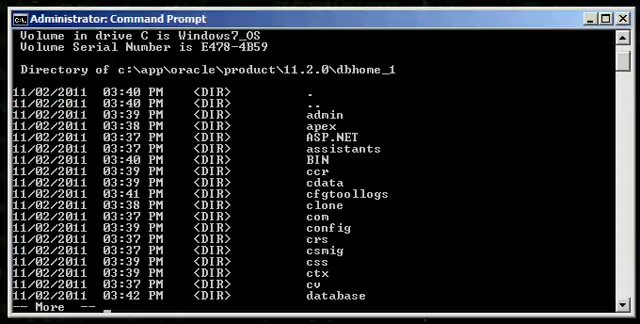 Administrator: Command Prompt
Volume in drive C is Windows7_OS
Volume Serial Number is E478-4B59
Directory of c:\app\oracle\product\11.2.0\dbhome_1
11/02/2011 03:40 PM <DIR> .
11/02/2011 03:40 PM <DIR> ..
11/02/2011 03:39 PM <DIR> admin
11/02/2011 03:38 PM <DIR> apex
11/02/2011 03:37 PM <DIR> ASP.NET
11/02/2011 03:37 PM <DIR> assistants
11/02/2011 03:40 PM <DIR> BIN
11/02/2011 03:39 PM <DIR> ccr
11/02/2011 03:39 PM <DIR> cdata
11/02/2011 03:41 PM <DIR> cfgtoollogs
11/02/2011 03:38 PM <DIR> clone
11/02/2011 03:37 PM <DIR> com
11/02/2011 03:39 PM <DIR> config
11/02/2011 03:37 PM <DIR> crs
11/02/2011 03:37 PM <DIR> csmig
11/02/2011 03:39 PM <DIR> css
11/02/2011 03:39 PM <DIR> ctx
11/02/2011 03:37 PM <DIR> cv
11/02/2011 03:42 PM <DIR> database
-- More --